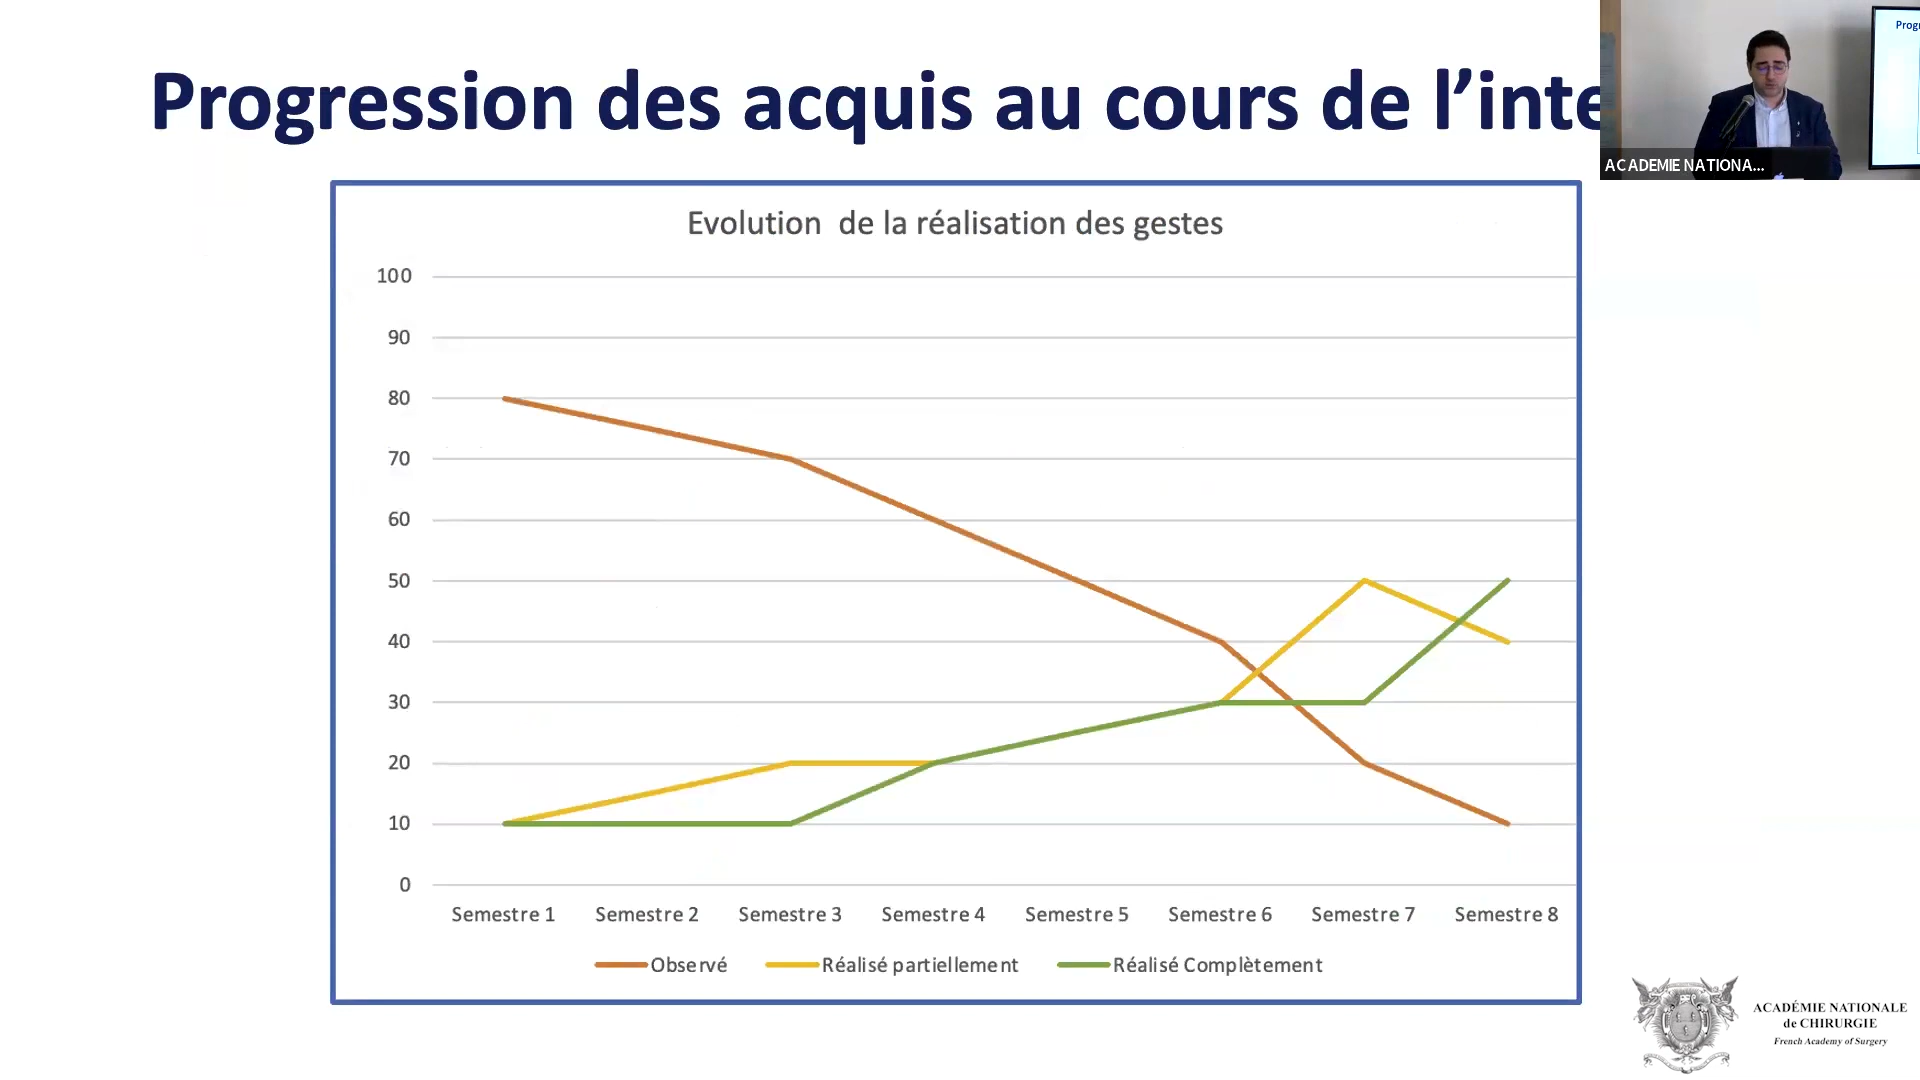 Progression des acquis au cours de l’inte
Progr
ACADEMIE NATIONA...
Evolution de la réalisation des gestes
100
90
80
70
60
50
40
30
20
10
0
Semestre 1 Semestre 2 Semestre 3 Semestre 4 Semestre 5 Semestre 6 Semestre 7 Semestre 8
Observé Réalisé partiellement Réalisé Complètement
ACADÉMIE NATIONALE
de CHIRURGIE
French Academy of Surgery